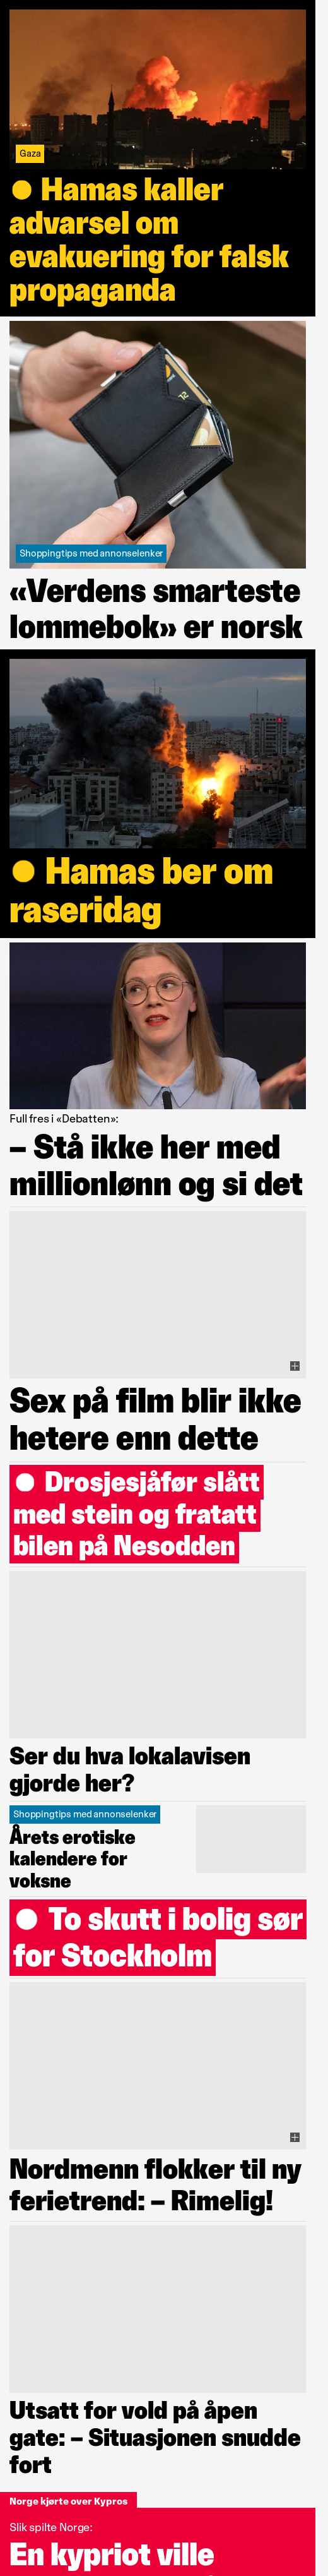 Gaza
Hamas kaller
advarsel om
evakuering for falsk
propaganda
Shoppingtips med annonselenker
«Verdens smarteste
lommebok» er norsk
Hamas ber om
raseridag
Full fres i «Debatten»:
– Stå ikke her med
millionlønn og si det
Sex på film blir ikke
hetere enn dette
Drosjesjåfør slått
med stein og fratatt
bilen på Nesodden
Ser du hva lokalavisen
gjorde her?
Shoppingtips med annonselenker
Årets erotiske
kalendere for
voksne
To skutt i bolig sør
for Stockholm
Nordmenn flokker til ny
ferietrend: – Rimelig!
Utsatt for vold på åpen
gate: – Situasjonen snudde
fort
Norge kjørte over Kypros
Slik spilte Norge:
En kypriot ville